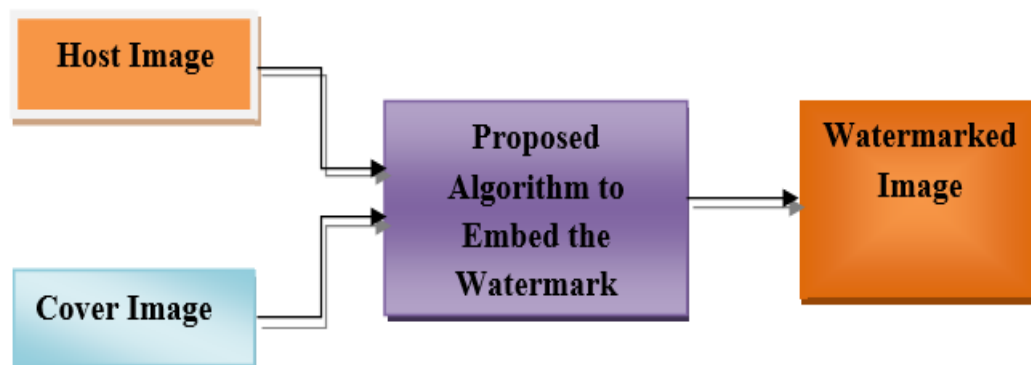 Host Image
Cover Image
Proposed
Algorithm to
Embed the
Watermark
Watermarked
Image